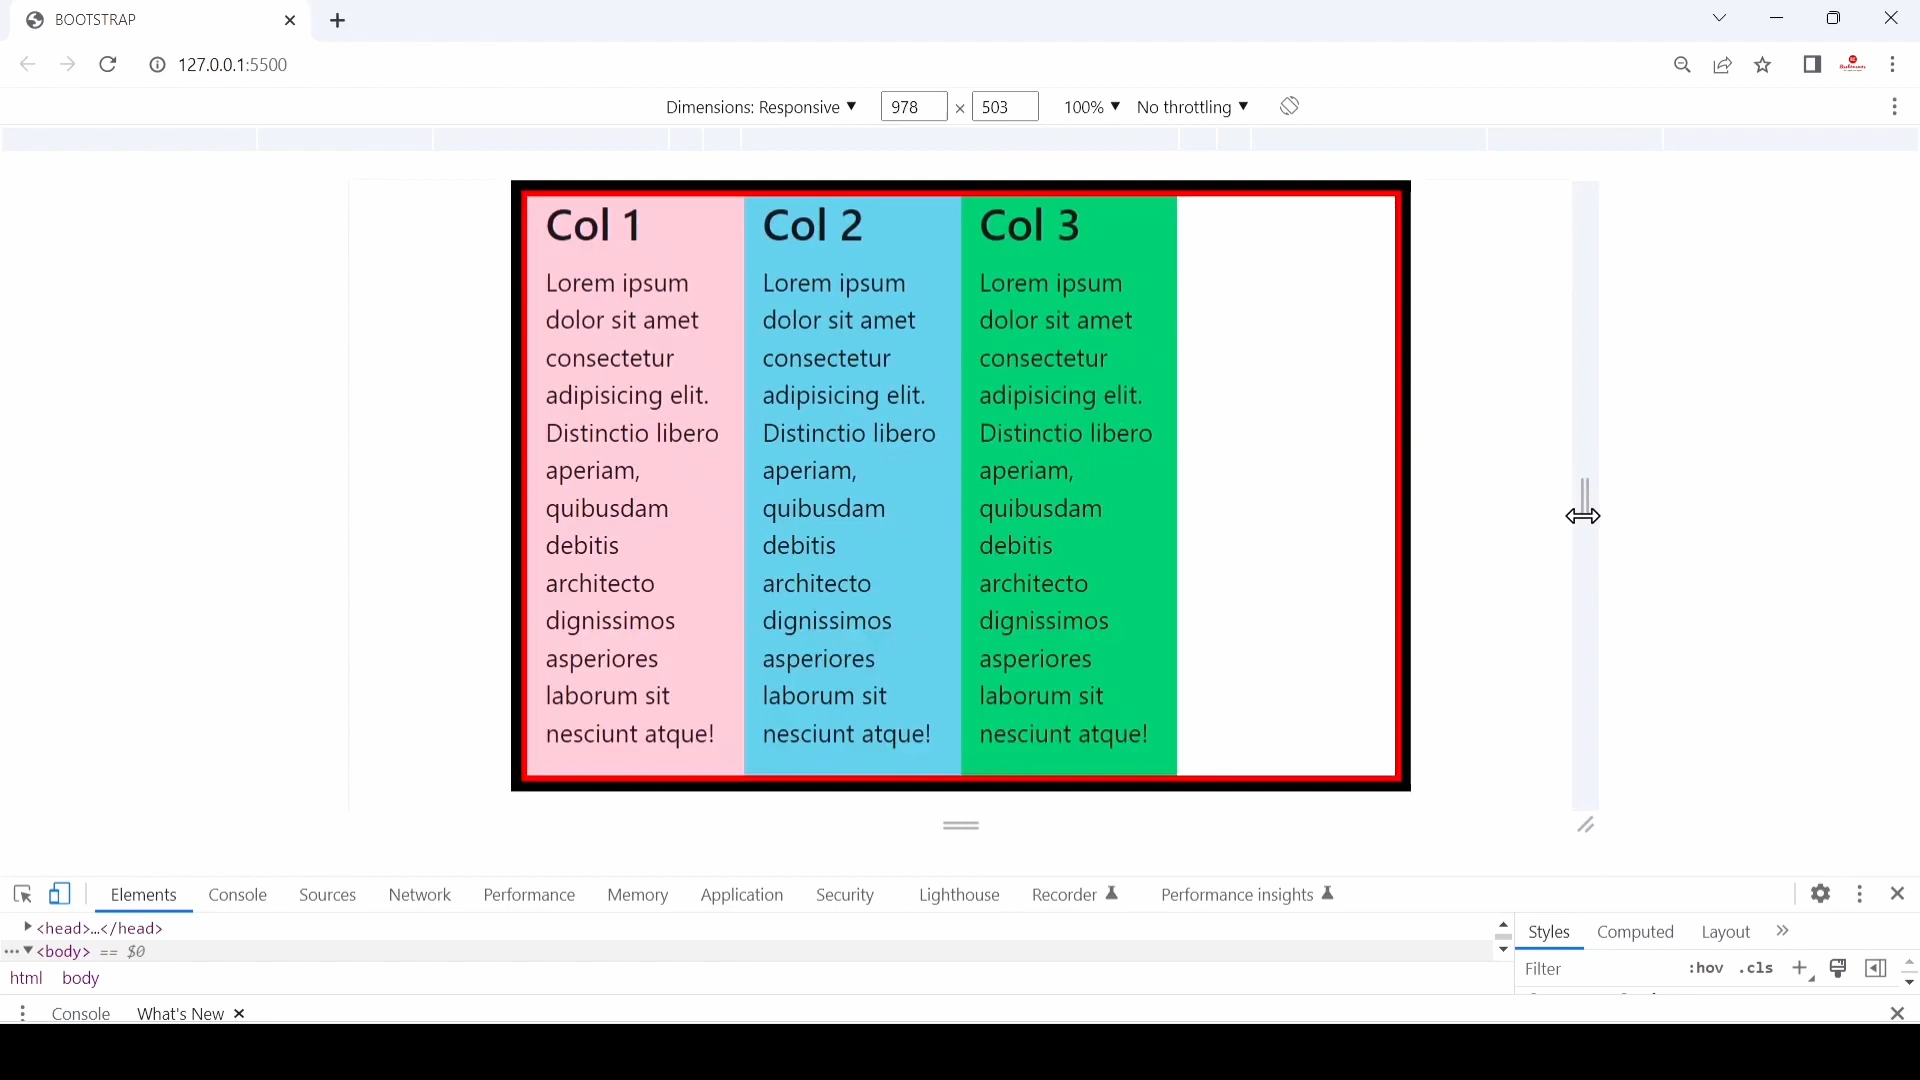 BOOTSTRAP
127.0.0.1:5500
Dimensions: Responsive 978 × 503 100% No throttling
Col 1
Lorem ipsum
dolor sit amet
consectetur
adipisicing elit.
Distinctio libero
aperiam,
quibusdam
debitis
architecto
dignissimos
asperiores
laborum sit
nesciunt atque!
Col 2
Lorem ipsum
dolor sit amet
consectetur
adipisicing elit.
Distinctio libero
aperiam,
quibusdam
debitis
architecto
dignissimos
asperiores
laborum sit
nesciunt atque!
Col 3
Lorem ipsum
dolor sit amet
consectetur
adipisicing elit.
Distinctio libero
aperiam,
quibusdam
debitis
architecto
dignissimos
asperiores
laborum sit
nesciunt atque!
Elements Console Sources Network Performance Memory Application Security Lighthouse Recorder Performance insights
<head>…</head>
<body> == $0
html body
Styles Computed Layout
Filter :hov .cls
Console What's New